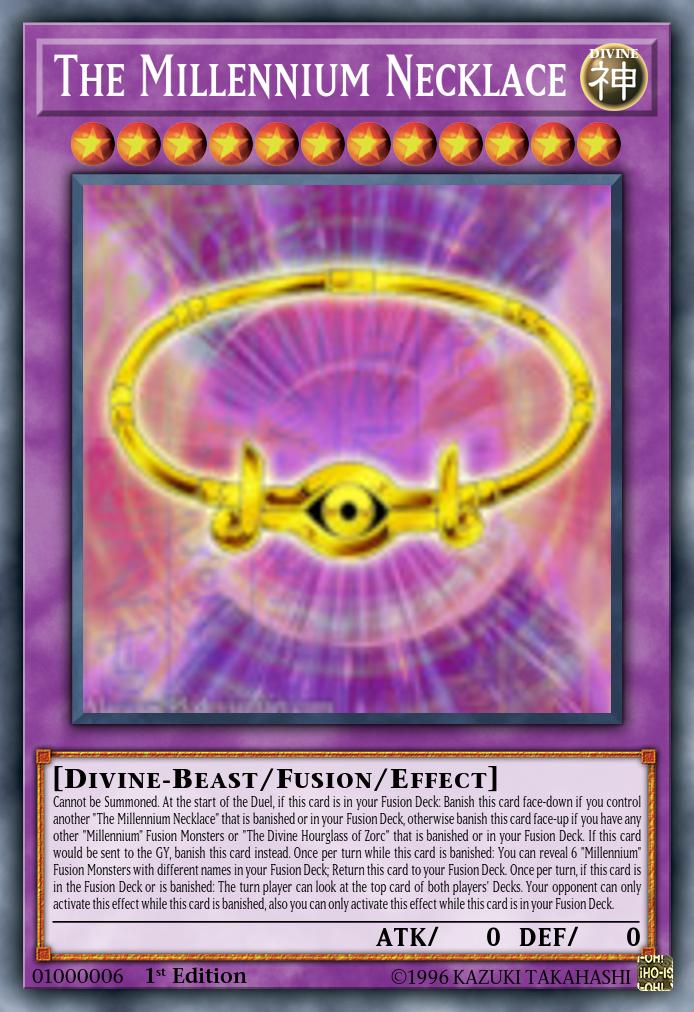 THE MILLENNIUM NECKLACE
DIVINE
神
[DIVINE-BEAST/FUSION/EFFECT]
Cannot be Summoned. At the start of the Duel, if this card is in your Fusion Deck: Banish this card face-down if you control
another "The Millennium Necklace" that is banished or in your Fusion Deck, otherwise banish this card face-up if you have any
other "Millennium" Fusion Monsters or "The Divine Hourglass of Zorc" that is banished or in your Fusion Deck. If this card
would be sent to the GY, banish this card instead. Once per turn while this card is banished: You can reveal 6 "Millennium"
Fusion Monsters with different names in your Fusion Deck; Return this card to your Fusion Deck. Once per turn, if this card is
in the Fusion Deck or is banished: The turn player can look at the top card of both players' Decks. Your opponent can only
activate this effect while this card is banished, also you can only activate this effect while this card is in your Fusion Deck.
ATK/ 0 DEF/ 0
01000006 1st Edition ©1996 KAZUKI TAKAHASHI